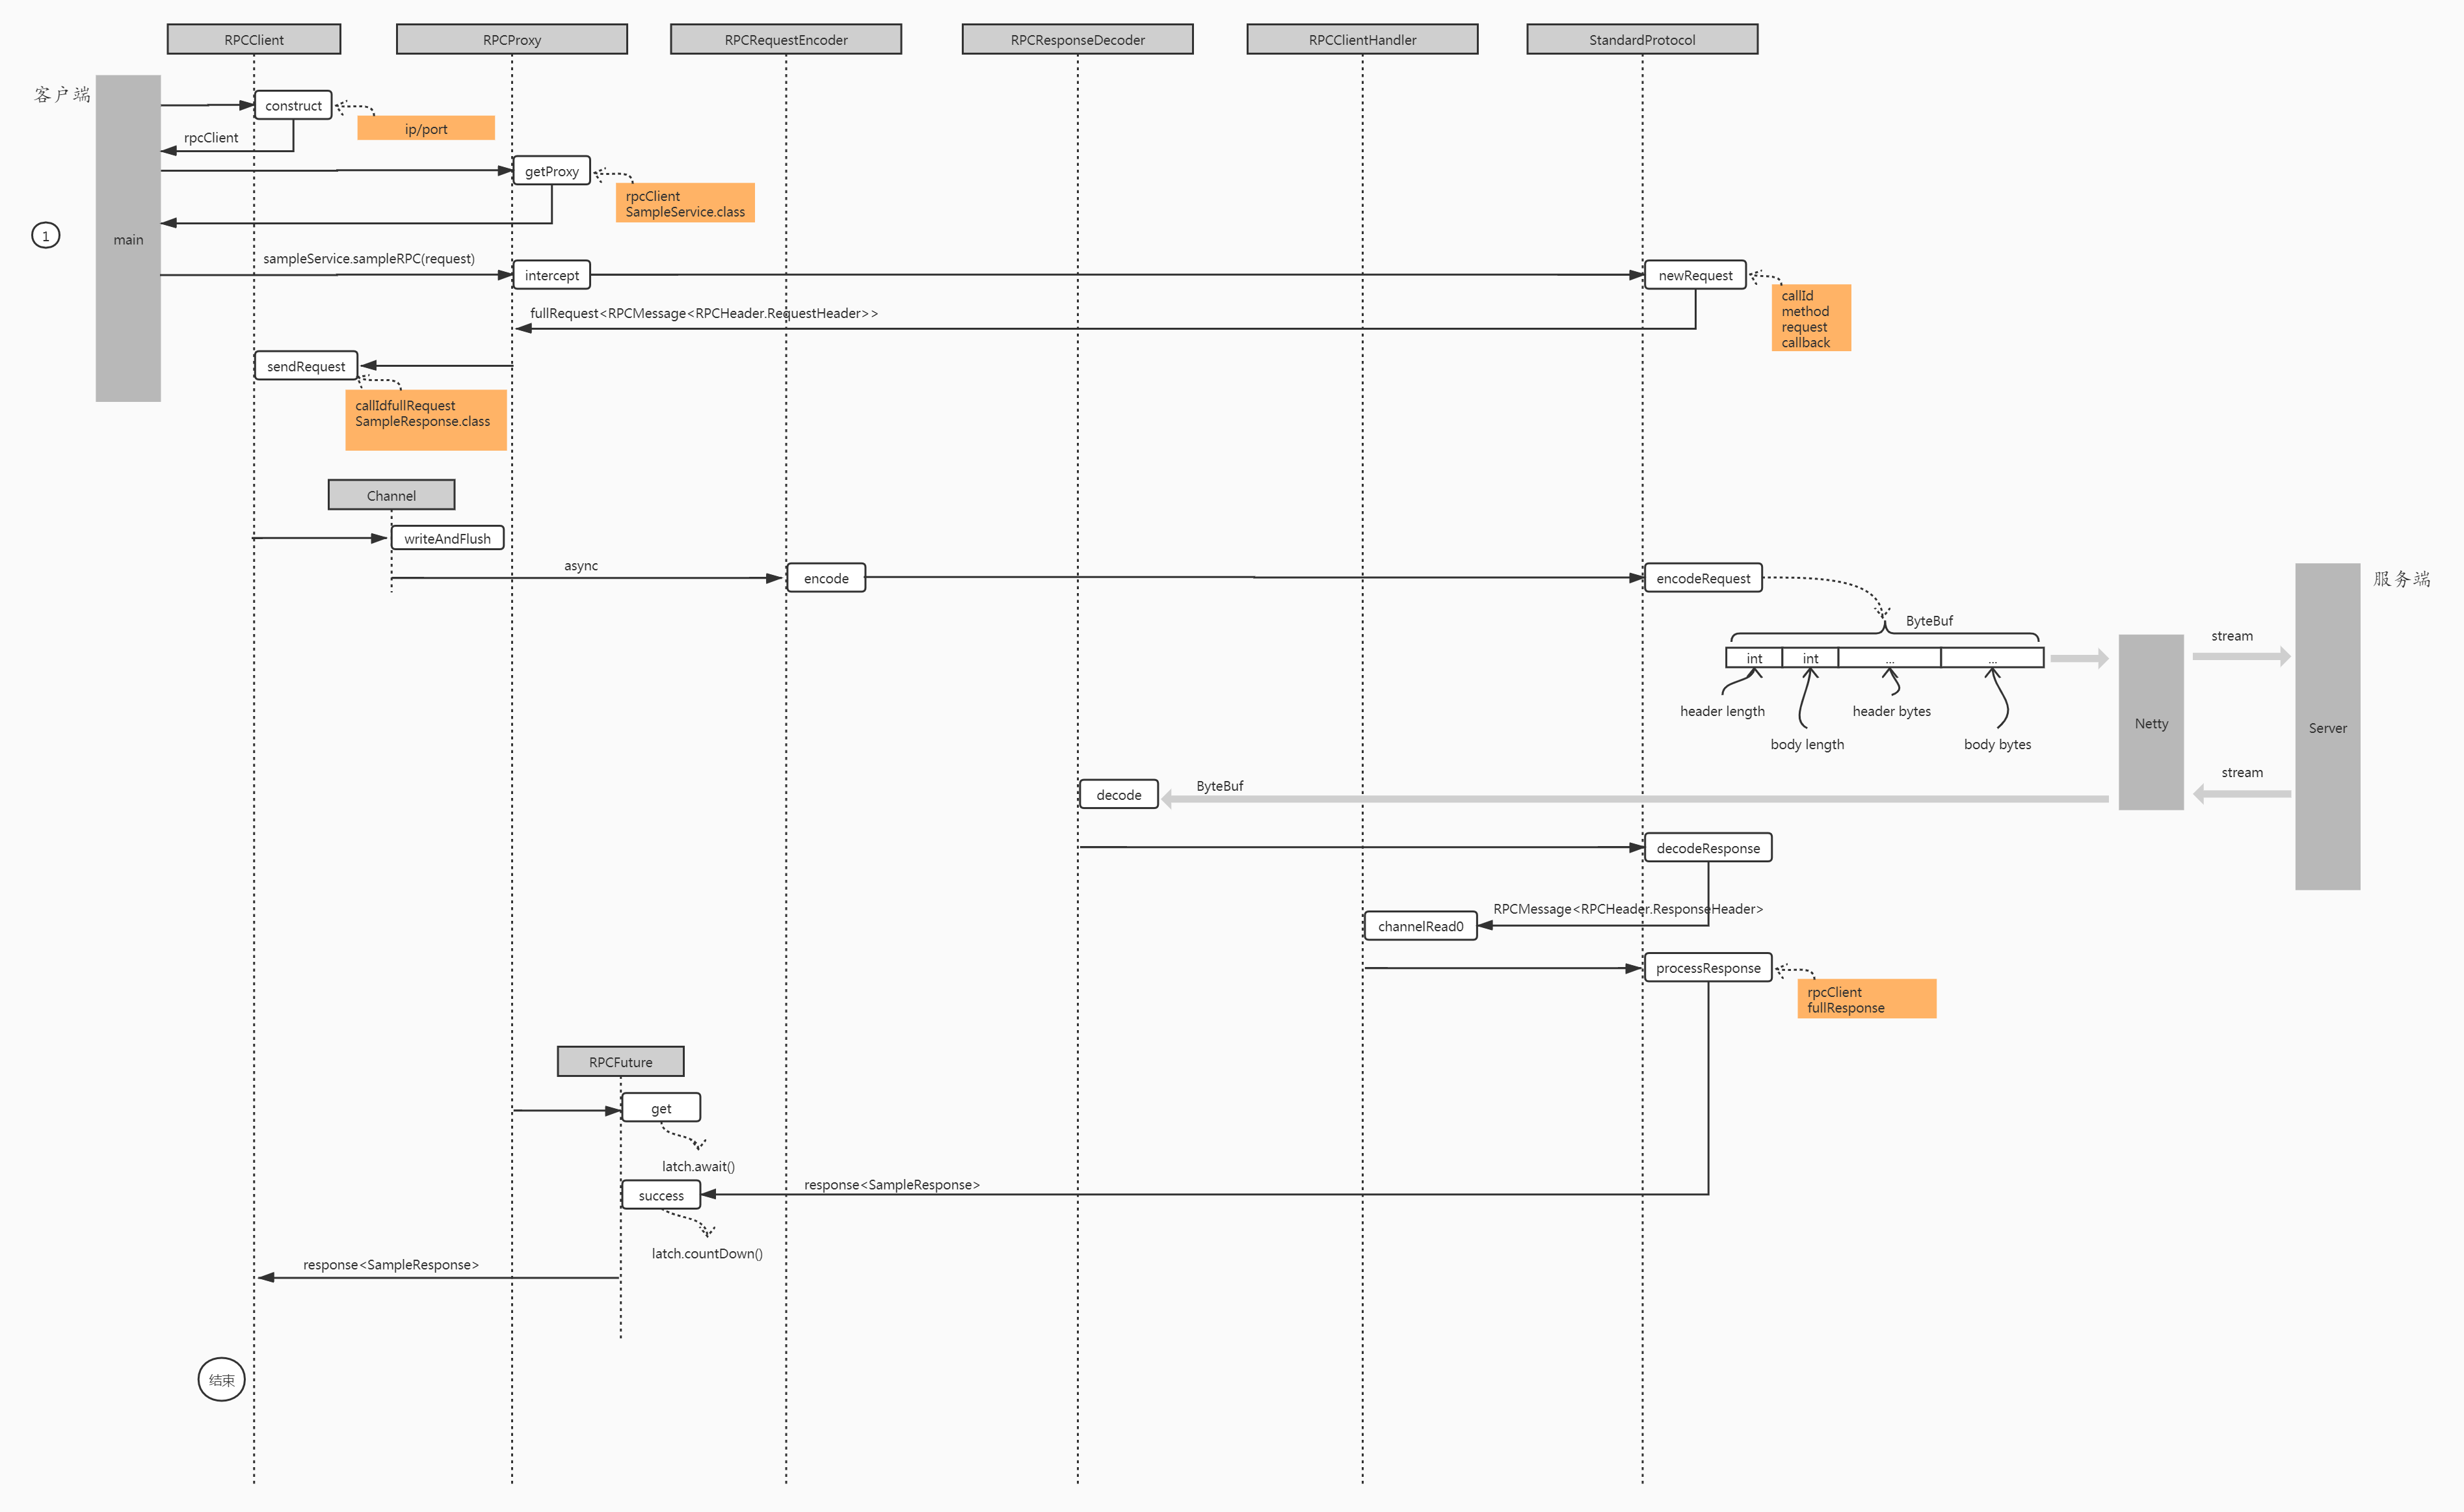 RPCClient
RPCProxy
RPCRequestEncoder
RPCResponseDecoder
RPCClientHandler
StandardProtocol
客户端
construct
ip/port
rpcClient
getProxy
rpcClient
SampleService.class
1
main
sampleService.sampleRPC(request)
intercept
newRequest
callId
method
request
callback
fullRequest<RPCMessage<RPCHeader.RequestHeader>>
sendRequest
callIdfullRequest
SampleResponse.class
Channel
writeAndFlush
async
encode
encodeRequest
服务端
ByteBuf
stream
int
int
...
...
header length
header bytes
body length
body bytes
Netty
Server
stream
decode
ByteBuf
decodeResponse
RPCMessage<RPCHeader.ResponseHeader>
channelRead0
processResponse
rpcClient
fullResponse
RPCFuture
get
latch.await()
success
response<SampleResponse>
latch.countDown()
response<SampleResponse>
结束